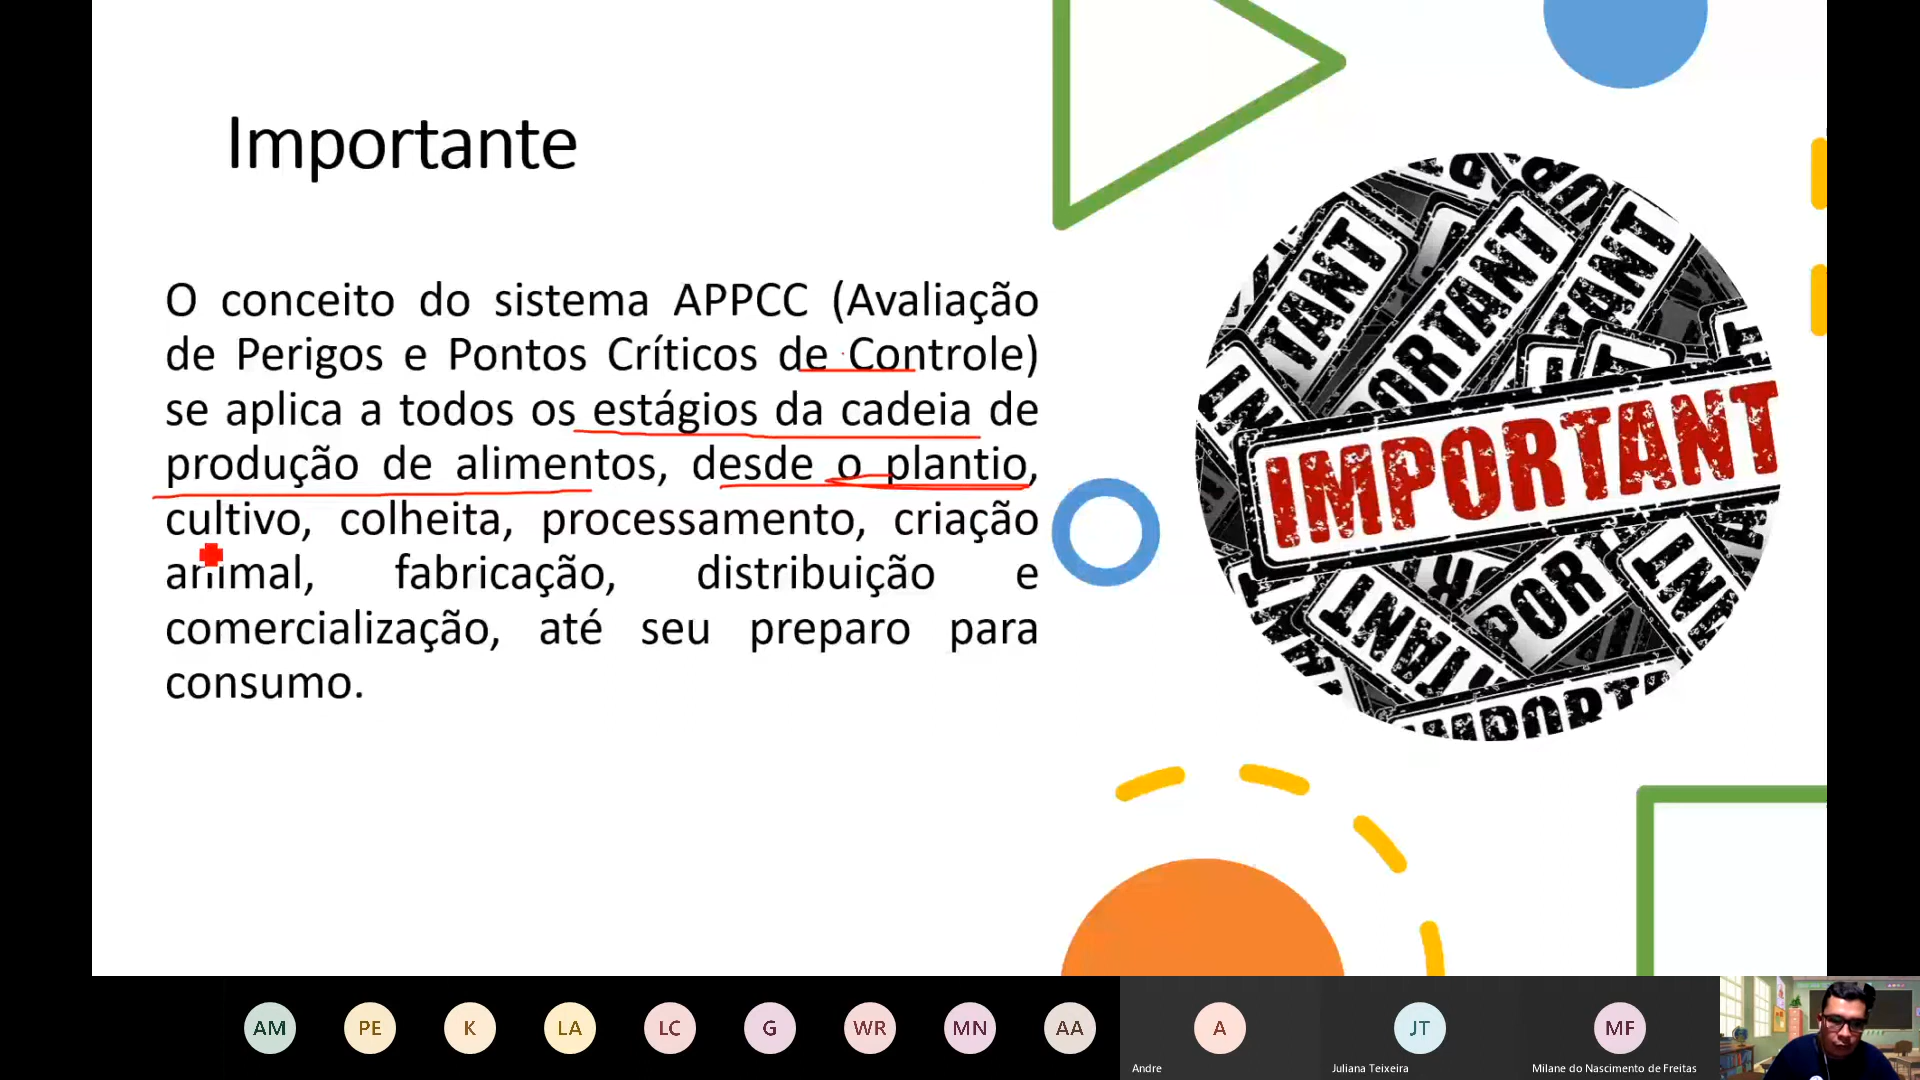 Importante
O conceito do sistema APPCC (Avaliação
de Perigos e Pontos Críticos de Controle)
se aplica a todos os estágios da cadeia de
produção de alimentos, desde o plantio,
cultivo, colheita, processamento, criação
animal, fabricação, distribuição e
comercialização, até seu preparo para
consumo.
IMPORTANT
AM PE K LA LC G WR MN AA A JT MF
Andre Juliana Teixeira Milane do Nascimento de Freitas